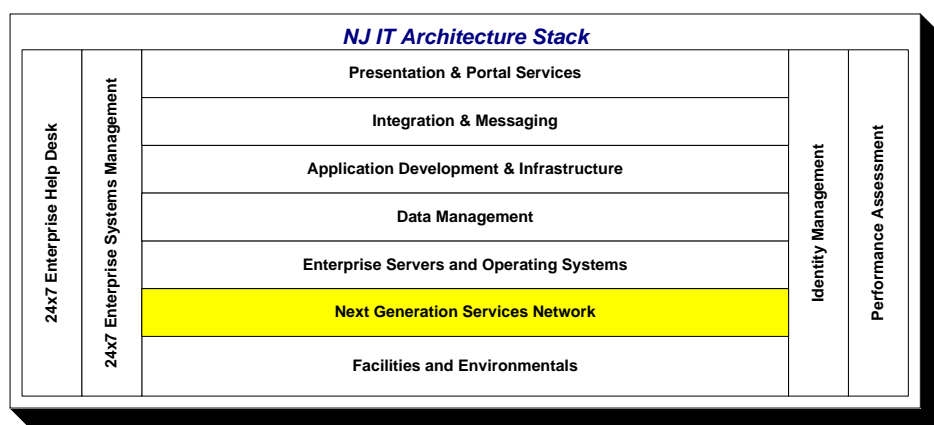 NJ IT Architecture Stack
24x7 Enterprise Help Desk
24x7 Enterprise Systems Management
Presentation & Portal Services
Integration & Messaging
Application Development & Infrastructure
Data Management
Enterprise Servers and Operating Systems
Next Generation Services Network
Facilities and Environmentals
Identity Management
Performance Assessment